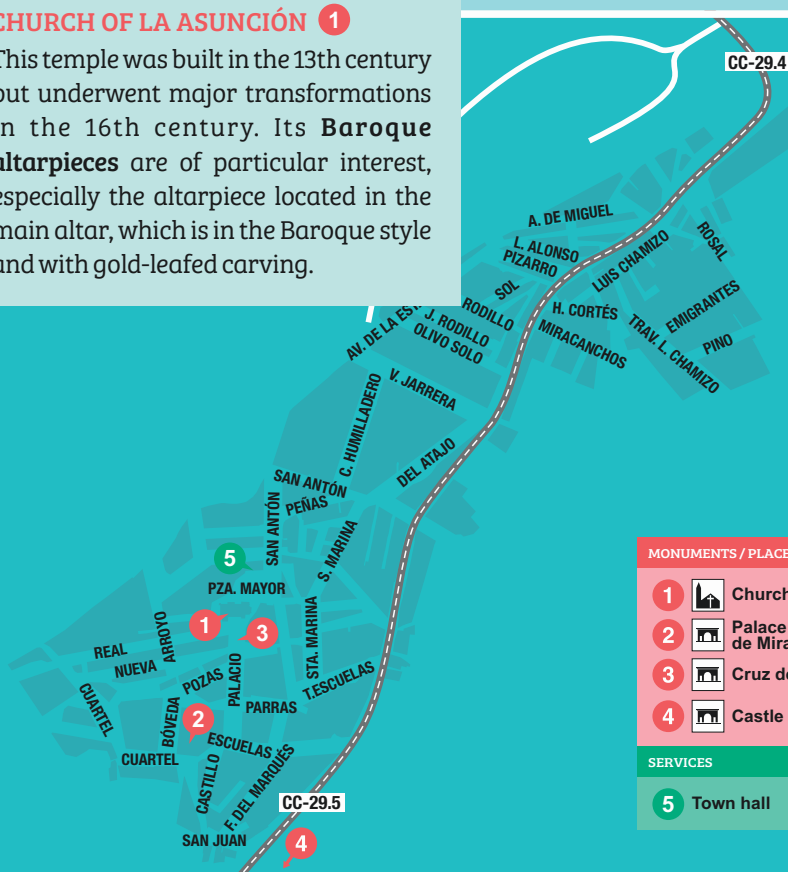 CHURCH OF LA ASUNCIÓN 1
This temple was built in the 13th century
but underwent major transformations
in the 16th century. Its Baroque
altarpieces are of particular interest,
especially the altarpiece located in the
main altar, which is in the Baroque style
and with gold-leafed carving.
CC-29.4
A. DE MIGUEL
L. ALONSO
PIZARRO
ROSAL
LUIS CHAMIZO
SOL
EMIGRANTES
RODILLO
H. CORTÉS
AV. DE LA EST
J. RODILLO
OLIVO SOLO
MIRACANCHOS
TRAV. L. CHAMIZO
PINO
V. JARRERA
C. HUMILLADERO
DEL ATAJO
SAN ANTÓN
PEÑAS
SAN ANTÓN
S. MARINA
5
PZA. MAYOR
1
3
ARROYO
REAL
NUEVA
STA. MARINA
POZAS
PALACIO
T.ESCUELAS
CUARTEL
PARRAS
2
BÓVEDA
ESCUELAS
CUARTEL
CASTILLO
F. DEL MARQUÉS
CC-29.5
SAN JUAN
4
MONUMENTS / PLACE
1 Church
2 Palace
de Mira
3 Cruz de
4 Castle
SERVICES
5 Town hall